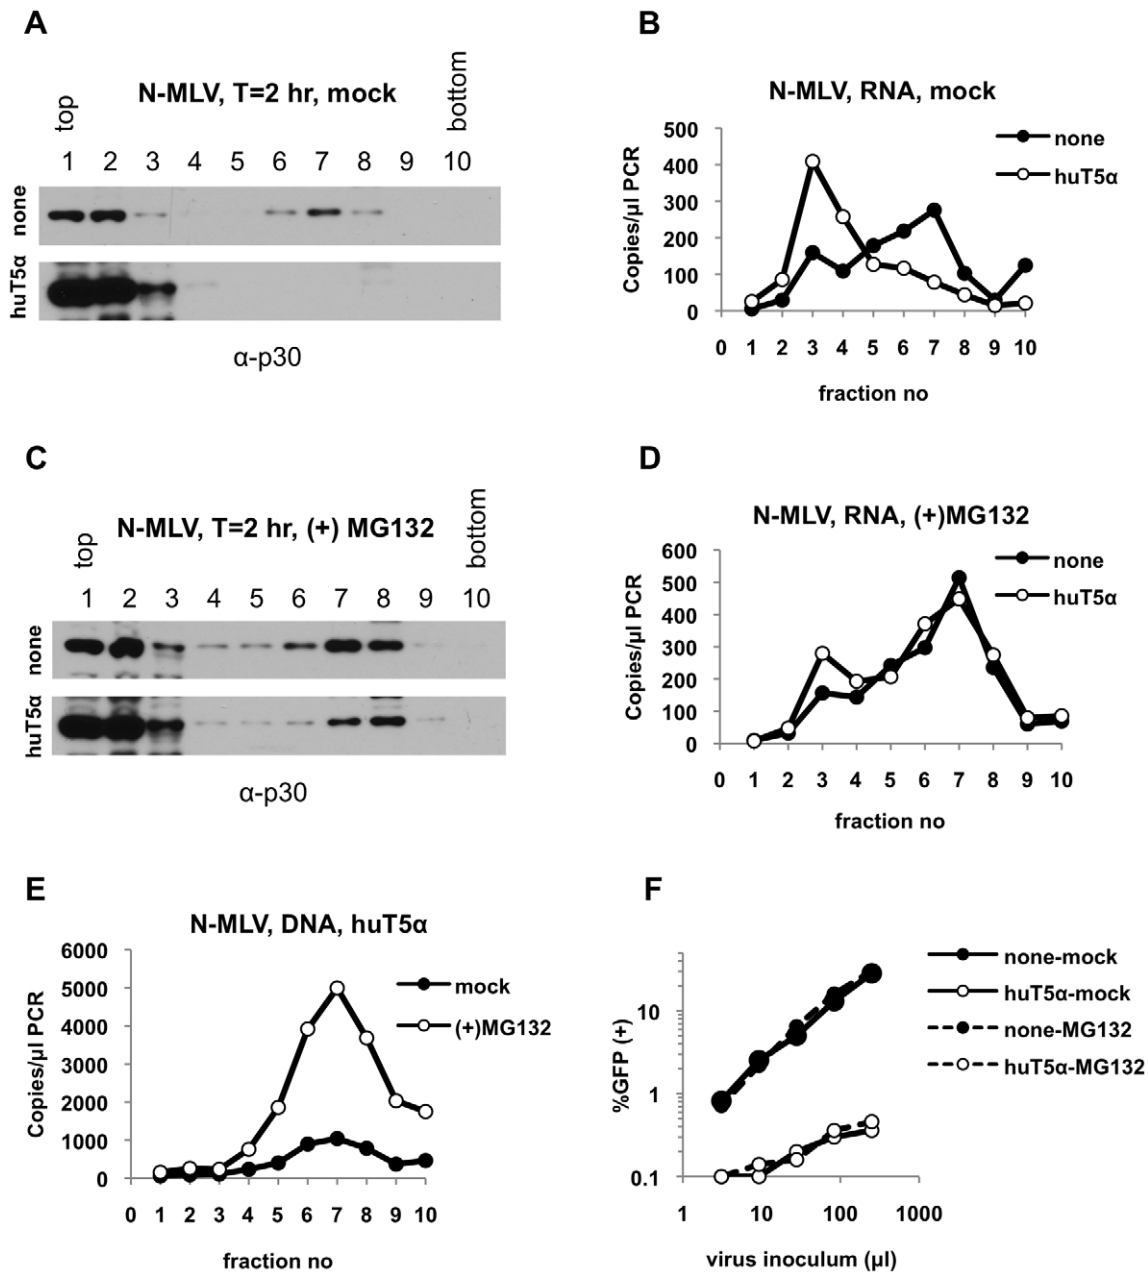 A
N-MLV, T=2 hr, mock
top
bottom
1 2 3 4 5 6 7 8 9 10
none
huT5α
α-p30
B
N-MLV, RNA, mock
500
400
300
200
100
0
Copies/µl PCR
0 1 2 3 4 5 6 7 8 9 10
fraction no
none
huT5α
C
N-MLV, T=2 hr, (+) MG132
top
bottom
1 2 3 4 5 6 7 8 9 10
none
huT5α
α-p30
D
N-MLV, RNA, (+)MG132
600
500
400
300
200
100
0
Copies/µl PCR
0 1 2 3 4 5 6 7 8 9 10
fraction no
none
huT5α
E
N-MLV, DNA, huT5α
6000
5000
4000
3000
2000
1000
0
Copies/µl PCR
0 1 2 3 4 5 6 7 8 9 10
fraction no
mock
(+)MG132
F
10
1
0.1
%GFP (+)
1 10 100 1000
virus inoculum (µl)
none-mock
huT5α-mock
none-MG132
huT5α-MG132